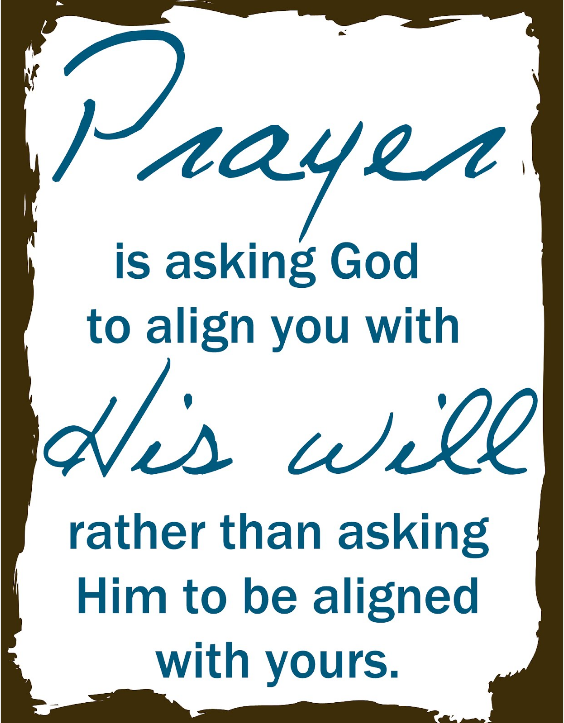 Prayer
is asking God
to align you with
His will
rather than asking
Him to be aligned
with yours.